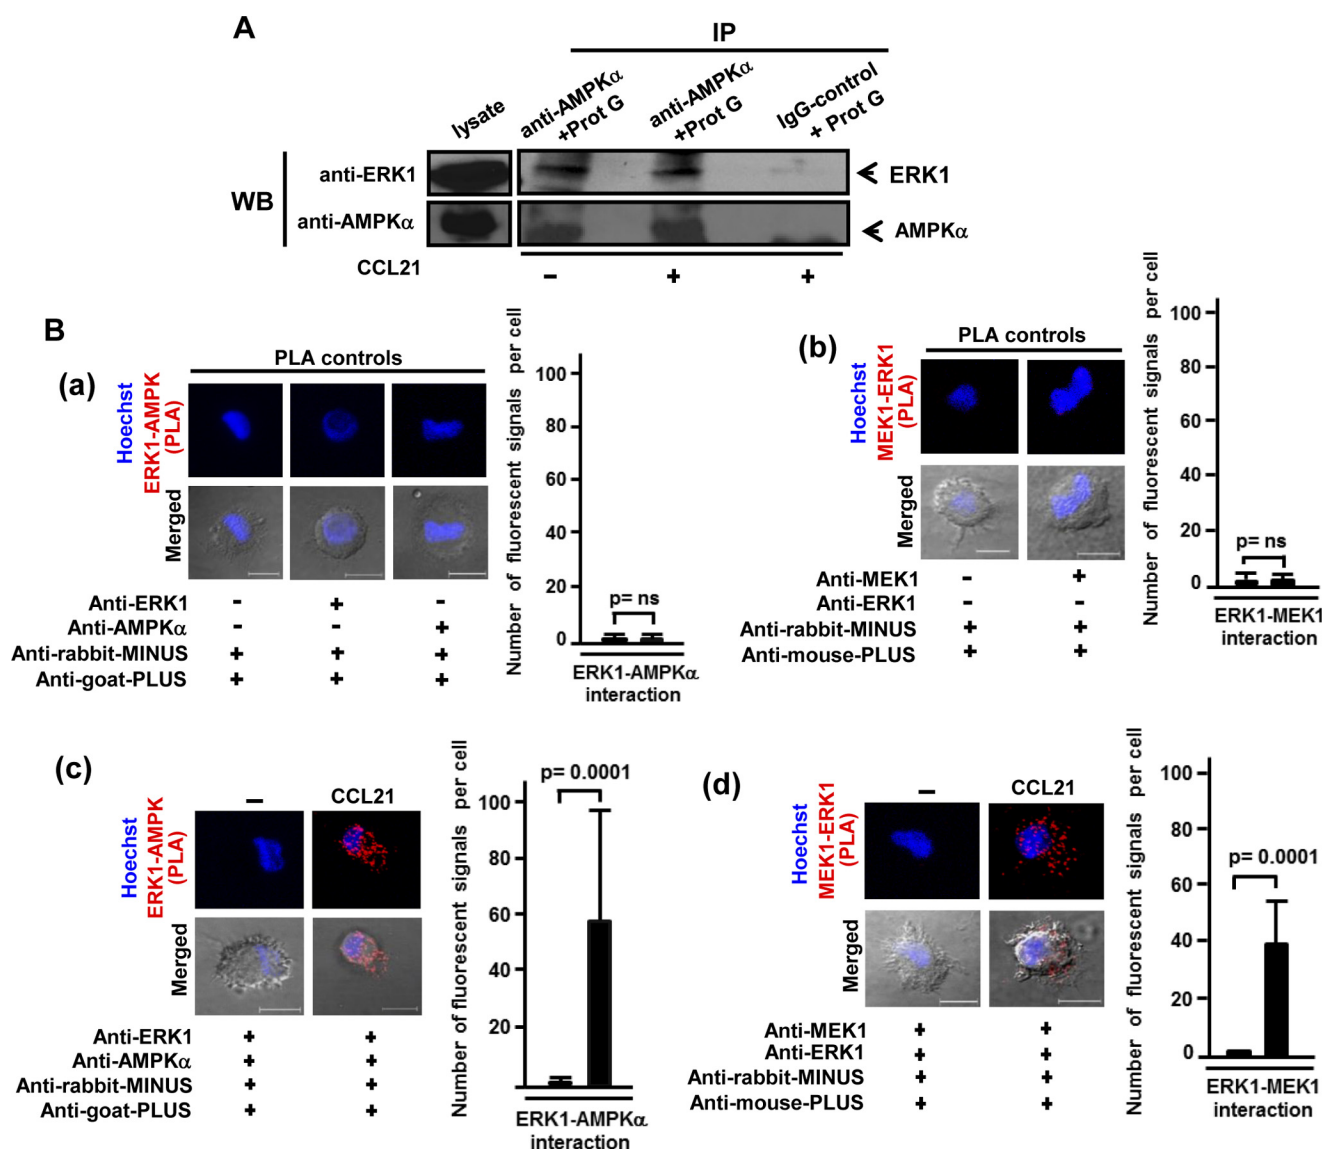 A
IP
lysate
anti-AMPKα
+Prot G
anti-AMPKα
+Prot G
IgG-control
+ Prot G
WB
anti-ERK1
ERK1
anti-AMPKα
AMPKα
CCL21
− + +
B
(a)
PLA controls
Hoechst
ERK1-AMPK
(PLA)
Merged
Anti-ERK1 - + -
Anti-AMPKα - - +
Anti-rabbit-MINUS + + +
Anti-goat-PLUS + + +
Number of fluorescent signals per cell
100
80
60
40
20
0
p= ns
ERK1-AMPKα
interaction
(b)
PLA controls
Hoechst
MEK1-ERK1
(PLA)
Merged
Anti-MEK1 - +
Anti-ERK1 - -
Anti-rabbit-MINUS + +
Anti-mouse-PLUS + +
Number of fluorescent signals per cell
100
80
60
40
20
0
p= ns
ERK1-MEK1
interaction
(c)
− CCL21
Hoechst
ERK1-AMPK
(PLA)
Merged
Anti-ERK1 + +
Anti-AMPKα + +
Anti-rabbit-MINUS + +
Anti-goat-PLUS + +
Number of fluorescent signals per cell
p= 0.0001
100
80
60
40
20
ERK1-AMPKα
interaction
(d)
− CCL21
Hoechst
MEK1-ERK1
(PLA)
Merged
Anti-MEK1 + +
Anti-ERK1 + +
Anti-rabbit-MINUS + +
Anti-mouse-PLUS + +
Number of fluorescent signals per cell
100
80
p= 0.0001
60
40
20
0
ERK1-MEK1
interaction